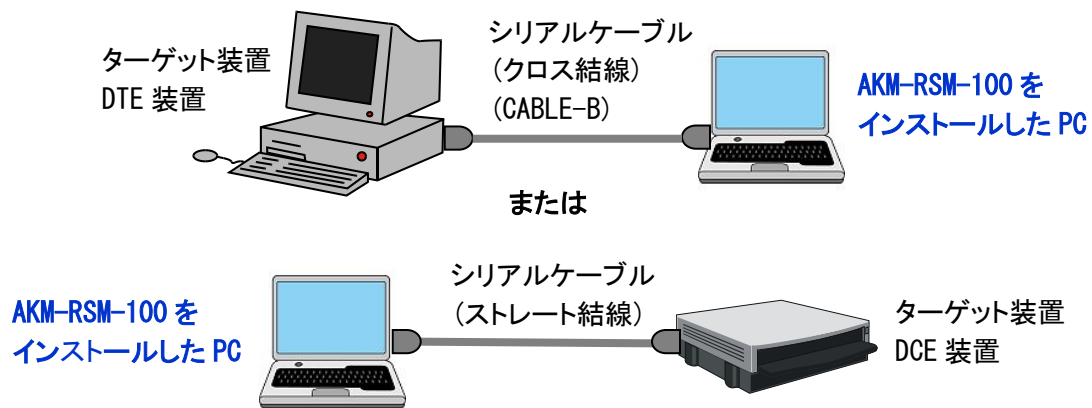 ターゲット装置
DTE 装置
シリアルケーブル
(クロス結線)
(CABLE-B)
AKM-RSM-100 を
インストールした PC
または
AKM-RSM-100 を
インストールした PC
シリアルケーブル
(ストレート結線)
ターゲット装置
DCE 装置